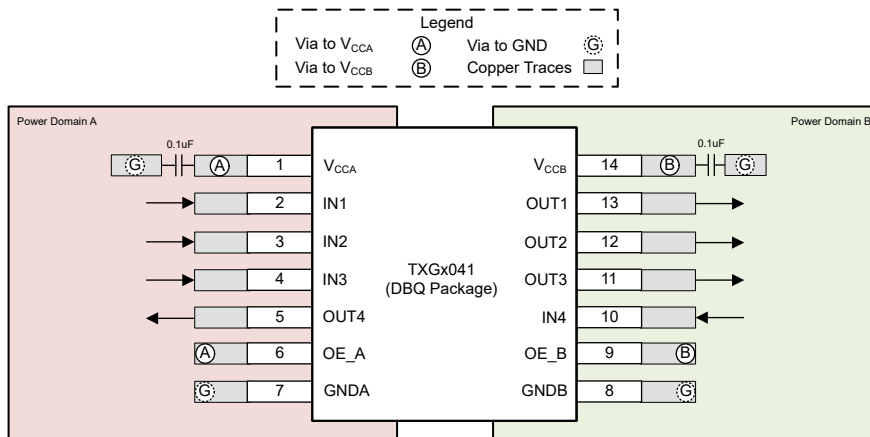 Legend
Via to VCCA A Via to GND G
Via to VCCB B Copper Traces
Power Domain A Power Domain B
0.1uF 0.1uF
G A 1 VCCA VCCB 14 B G
2 IN1 OUT1 13
3 IN2 OUT2 12
4 IN3 OUT3 11
TXGx041
(DBQ Package)
5 OUT4 IN4 10
A 6 OE_A OE_B 9 B
G 7 GNDA GNDB 8 G